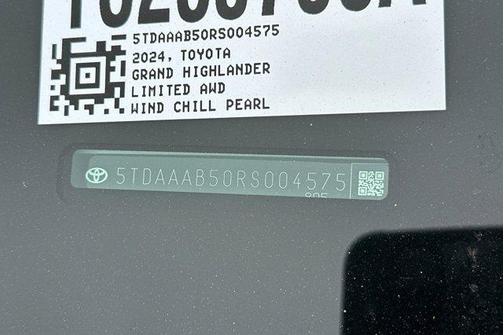 5TDAAAB50RS004575
2024, TOYOTA
GRAND HIGHLANDER
LIMITED AWD
WIND CHILL PEARL
5TDAAAB50RS004575